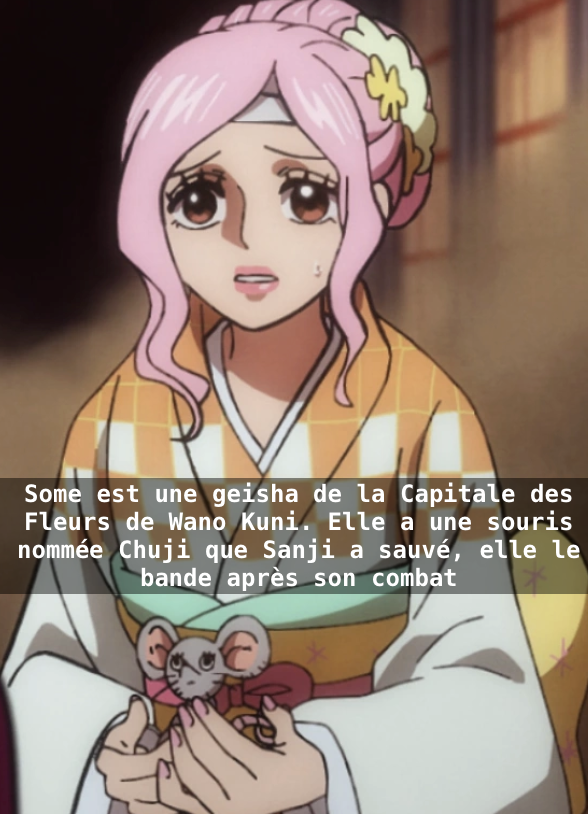 Some est une geisha de la Capitale des
Fleurs de Wano Kuni. Elle a une souris
nommée Chuji que Sanji a sauvé, elle le
bande après son combat